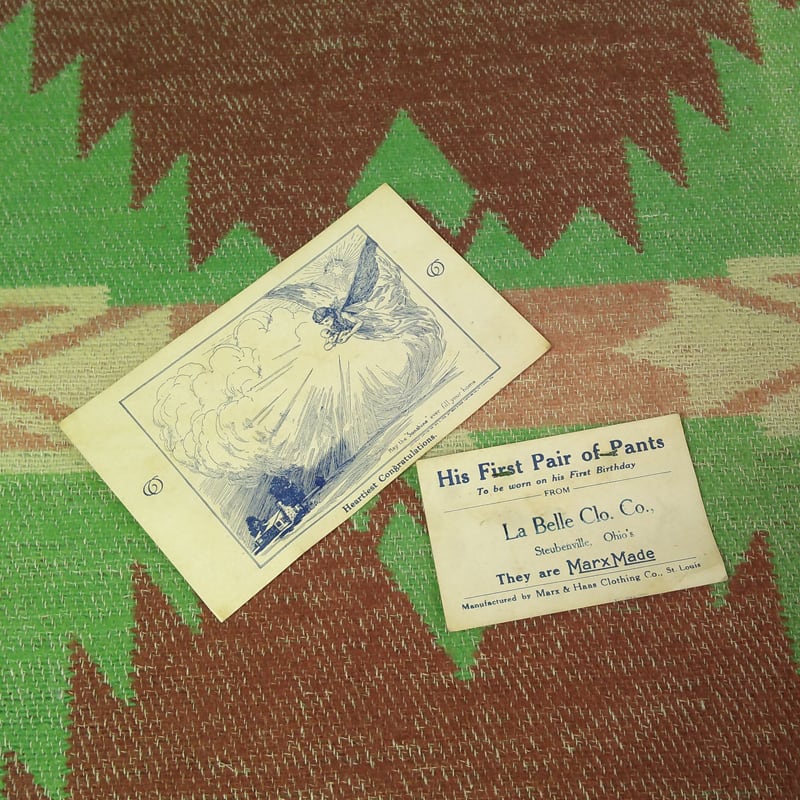 May the "Sunshine" ever fill your home
Heartiest Congratulations.
His First Pair of Pants
To be worn on his First Birthday
FROM
La Belle Clo. Co.,
Steubenville, Ohio's
They are MarxMade
Manufactured by Marx & Haas Clothing Co., St. Louis